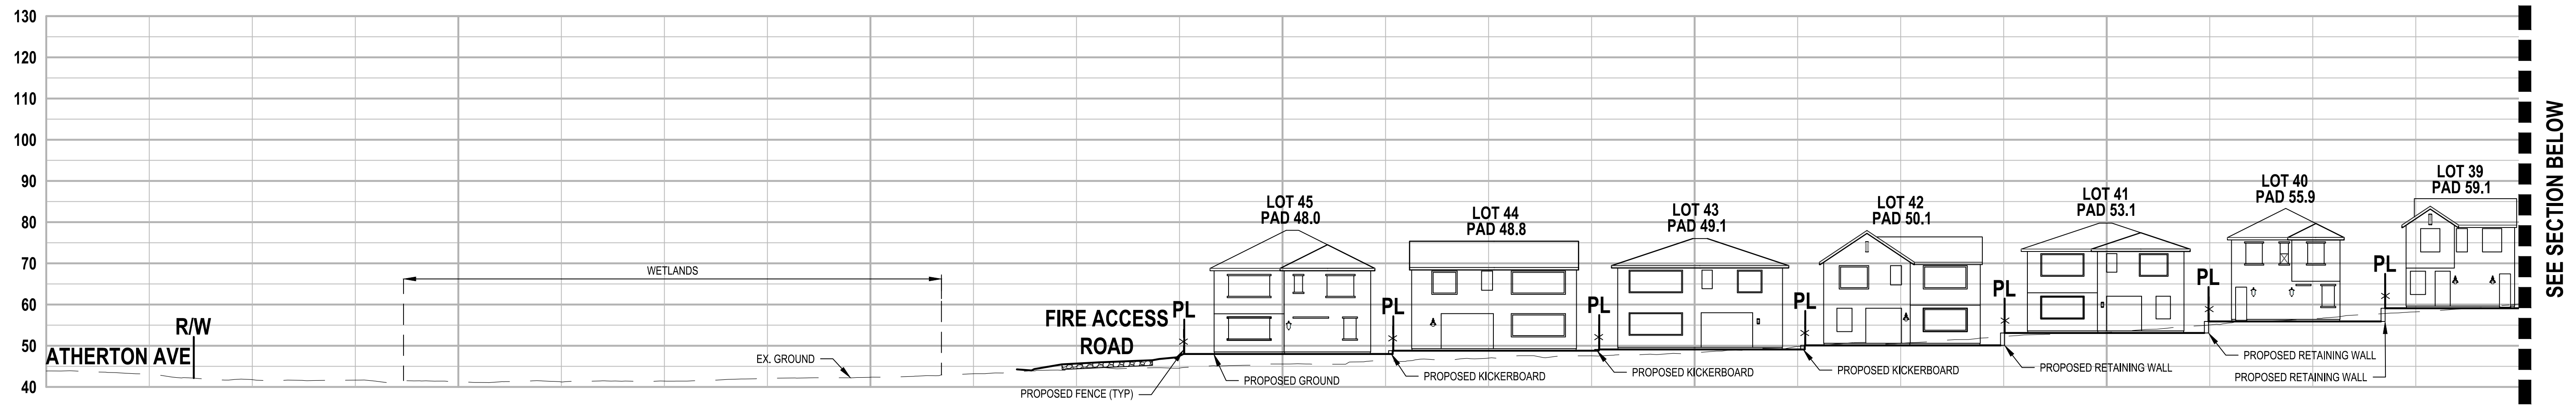 130
120
110
100
90
80
70
60
50
40
ATHERTON AVE
R/W
WETLANDS
EX. GROUND
FIRE ACCESS
ROAD
PROPOSED FENCE (TYP)
PL
LOT 45
PAD 48.0
PROPOSED GROUND
PL
PROPOSED KICKERBOARD
LOT 44
PAD 48.8
PL
PROPOSED KICKERBOARD
LOT 43
PAD 49.1
PL
PROPOSED KICKERBOARD
LOT 42
PAD 50.1
PL
PROPOSED RETAINING WALL
LOT 41
PAD 53.1
PL
PROPOSED RETAINING WALL
LOT 40
PAD 55.9
PL
PROPOSED RETAINING WALL
LOT 39
PAD 59.1
SEE SECTION BELOW